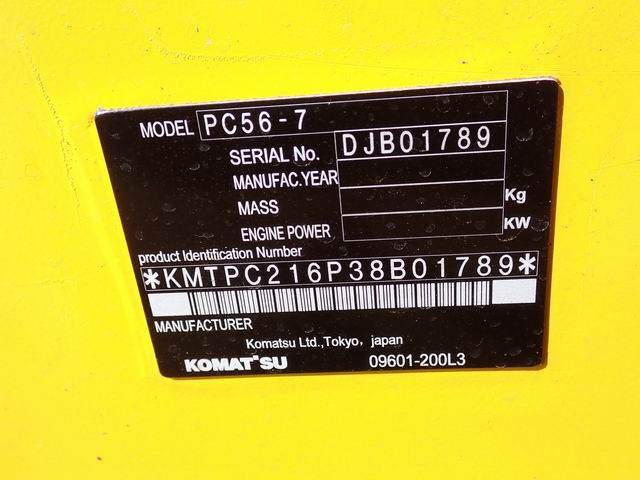 MODEL PC56-7
SERIAL No. DJB01789
MANUFAC.YEAR
MASS Kg
ENGINE POWER KW
product Identification Number
*KMTPC216P38B01789*
MANUFACTURER
Komatsu Ltd.,Tokyo, japan
KOMATSU 09601-200L3